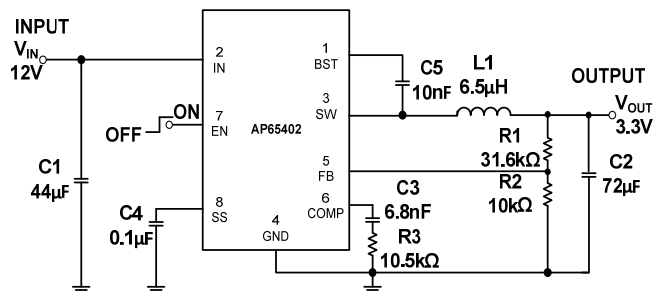 INPUT
VIN
12V
2
IN
1
BST
C5
10nF
L1
6.5µH
OUTPUT
VOUT
3.3V
3
SW
ON
OFF
7
EN
AP65402
R1
31.6kΩ
C1
44µF
5
FB
C3
6.8nF
R2
10kΩ
C2
72µF
C4
0.1µF
8
SS
4
GND
6
COMP
R3
10.5kΩ